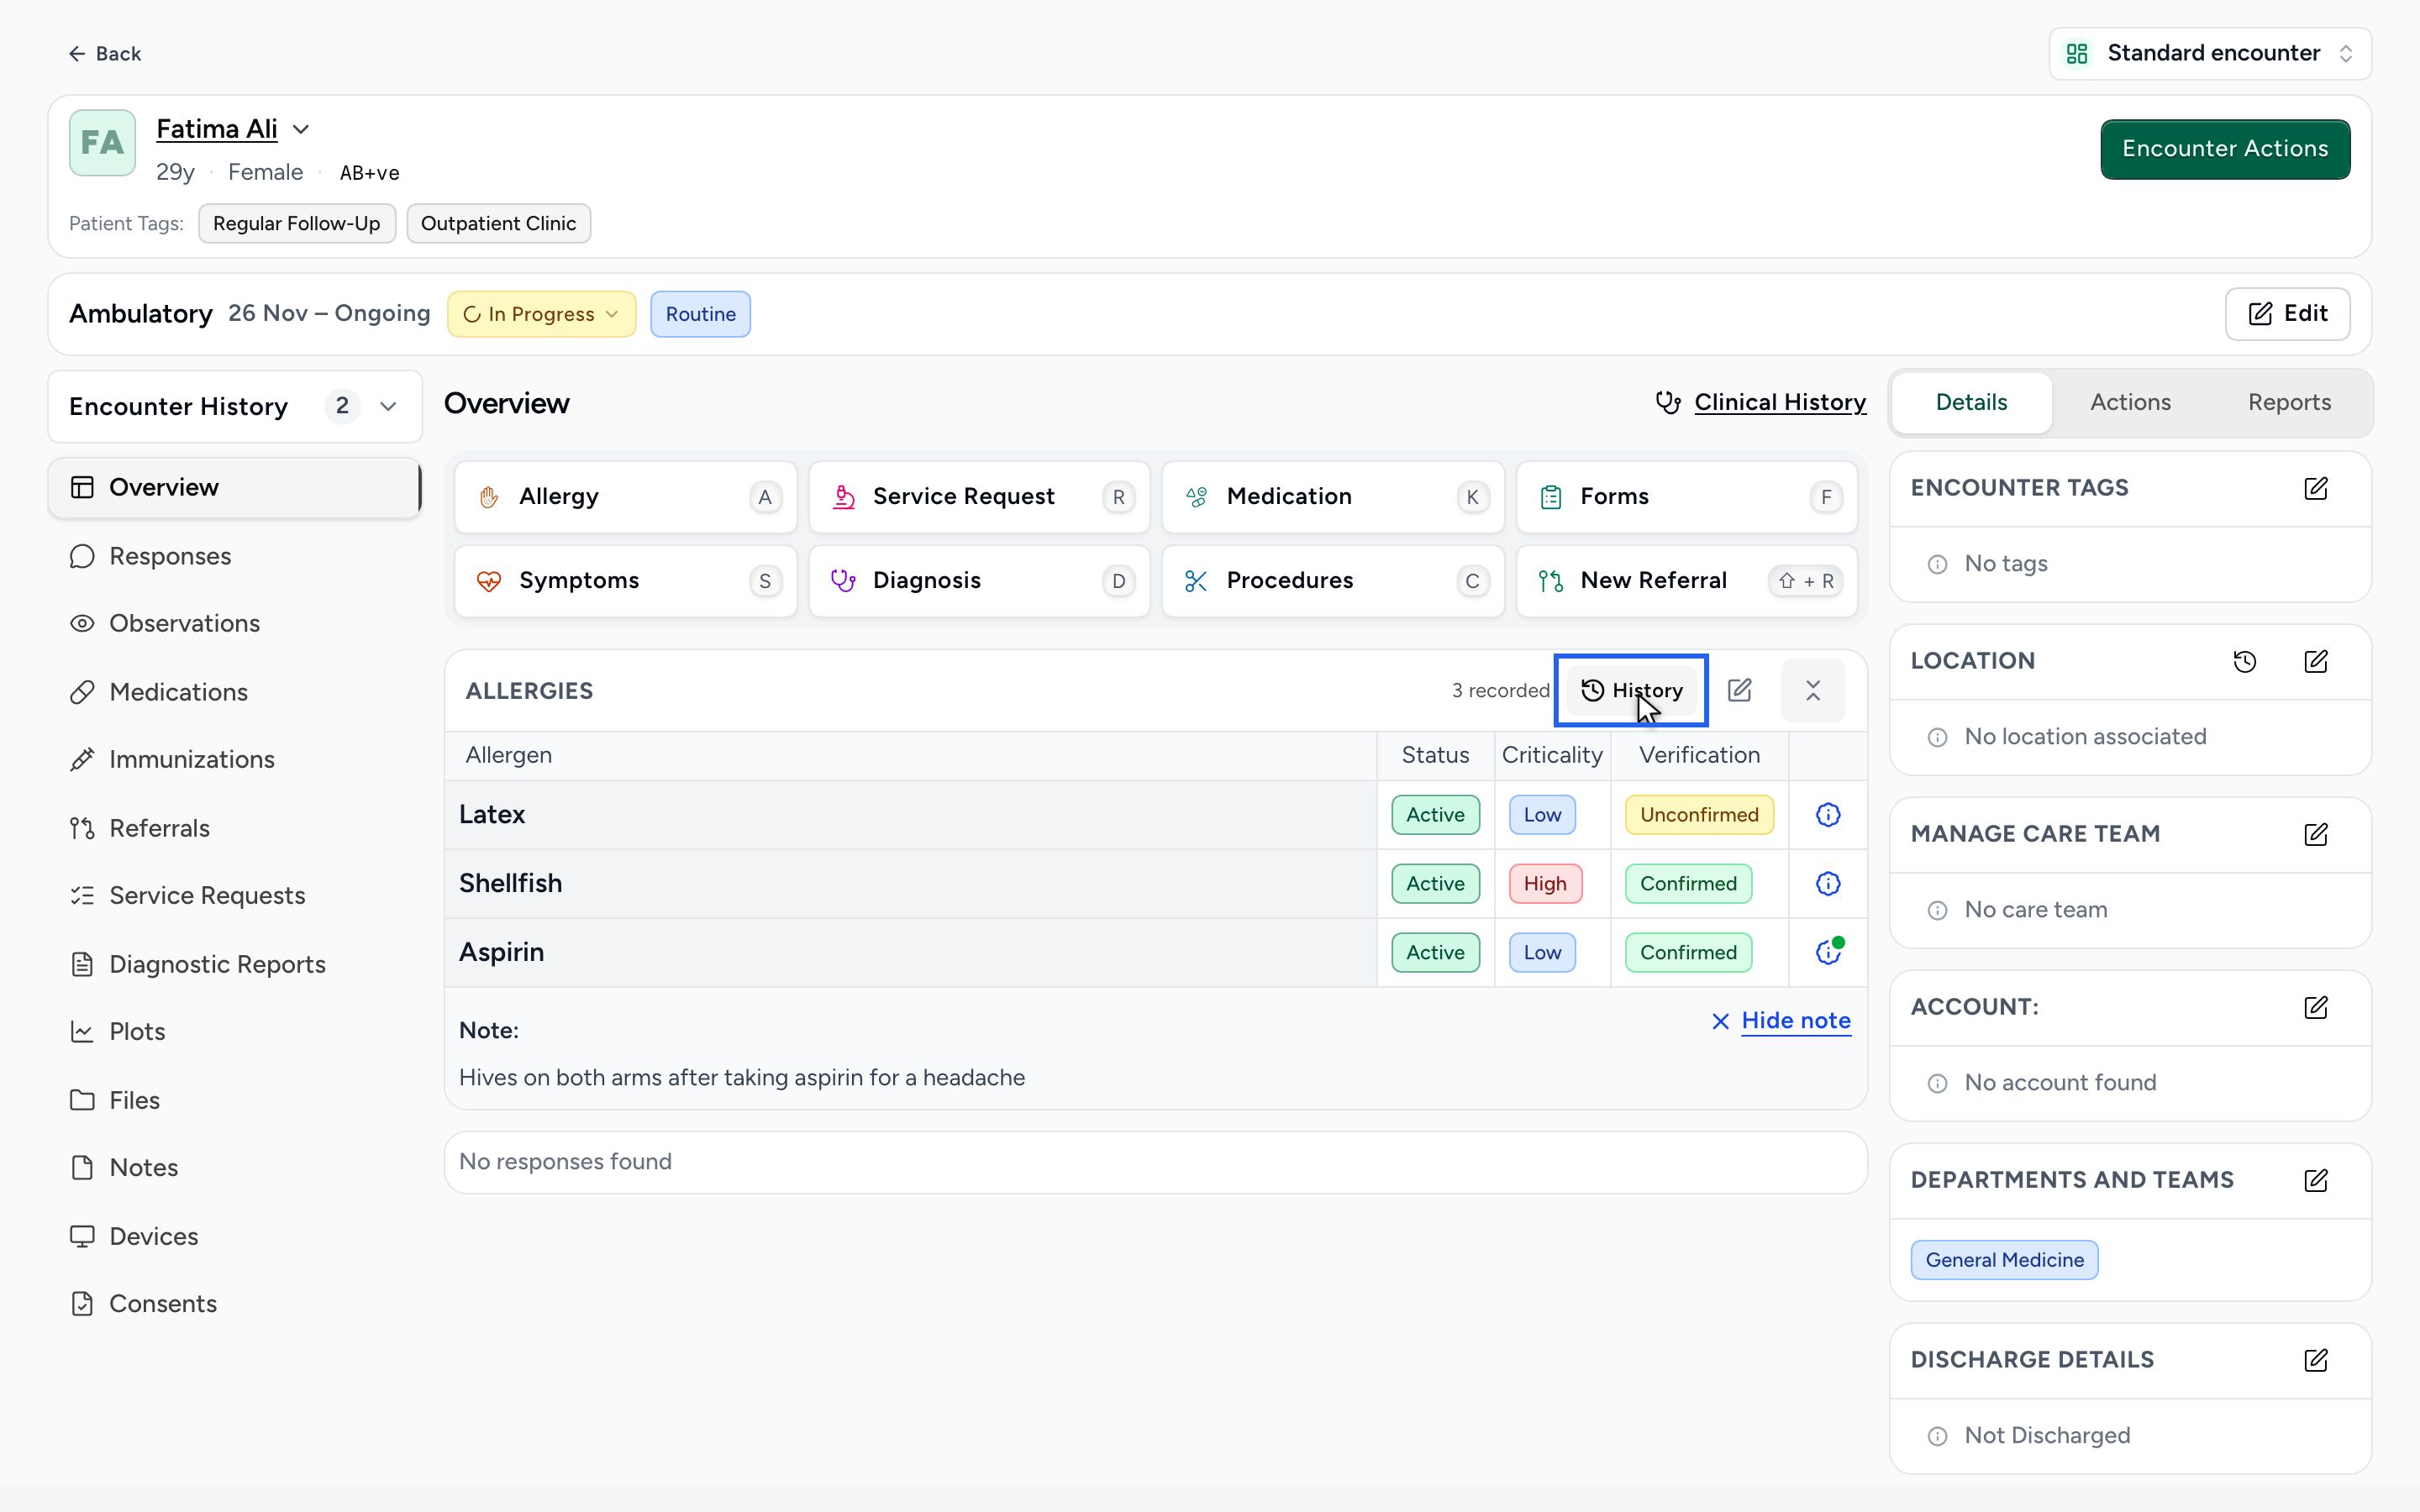 Back
Standard encounter
FA
Fatima Ali
29y · Female · AB+ve
Encounter Actions
Patient Tags: Regular Follow-Up Outpatient Clinic
Ambulatory 26 Nov – Ongoing In Progress Routine
Edit
Encounter History 2
Overview
Responses
Observations
Medications
Immunizations
Referrals
Service Requests
Diagnostic Reports
Plots
Files
Notes
Devices
Consents
Overview
Clinical History
Allergy A
Service Request R
Medication K
Forms F
Symptoms S
Diagnosis D
Procedures C
New Referral ⇧ + R
ALLERGIES
3 recorded
History
Allergen Status Criticality Verification
Latex Active Low Unconfirmed
Shellfish Active High Confirmed
Aspirin Active Low Confirmed
Note:
Hide note
Hives on both arms after taking aspirin for a headache
No responses found
Details Actions Reports
ENCOUNTER TAGS
No tags
LOCATION
No location associated
MANAGE CARE TEAM
No care team
ACCOUNT:
No account found
DEPARTMENTS AND TEAMS
General Medicine
DISCHARGE DETAILS
Not Discharged